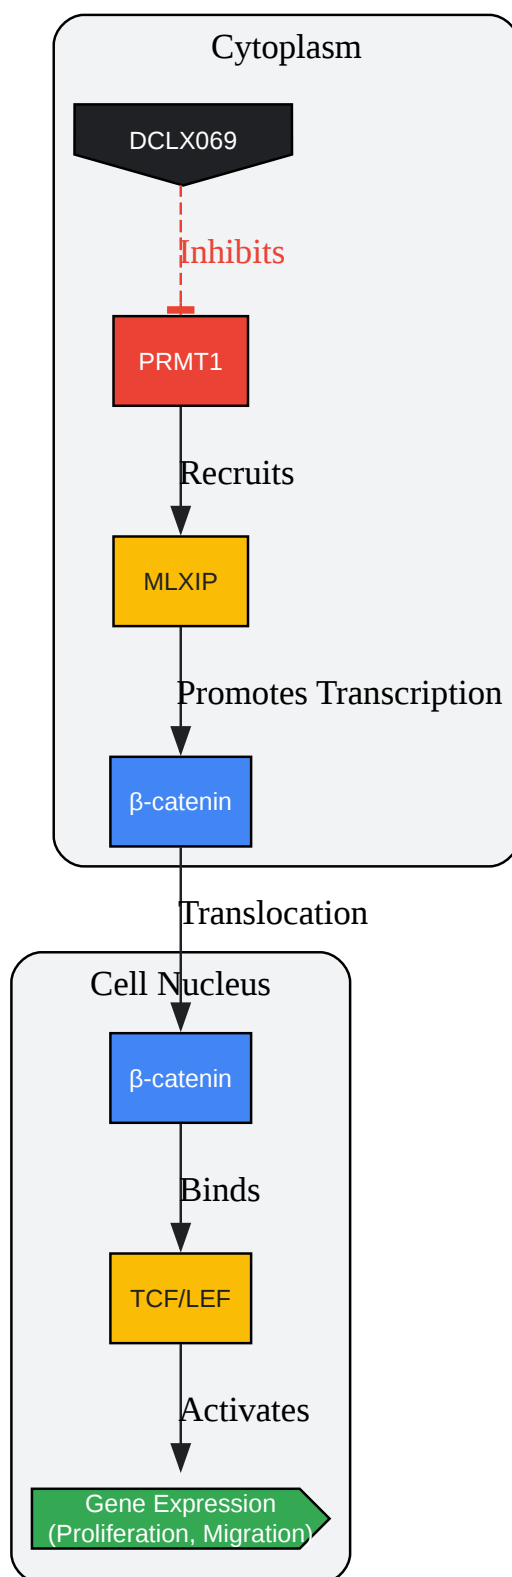 Cytoplasm
DCLX069
Inhibits
PRMT1
Recruits
MLXIP
Promotes Transcription
β-catenin
Translocation
Cell Nucleus
β-catenin
Binds
TCF/LEF
Activates
Gene Expression
(Proliferation, Migration)